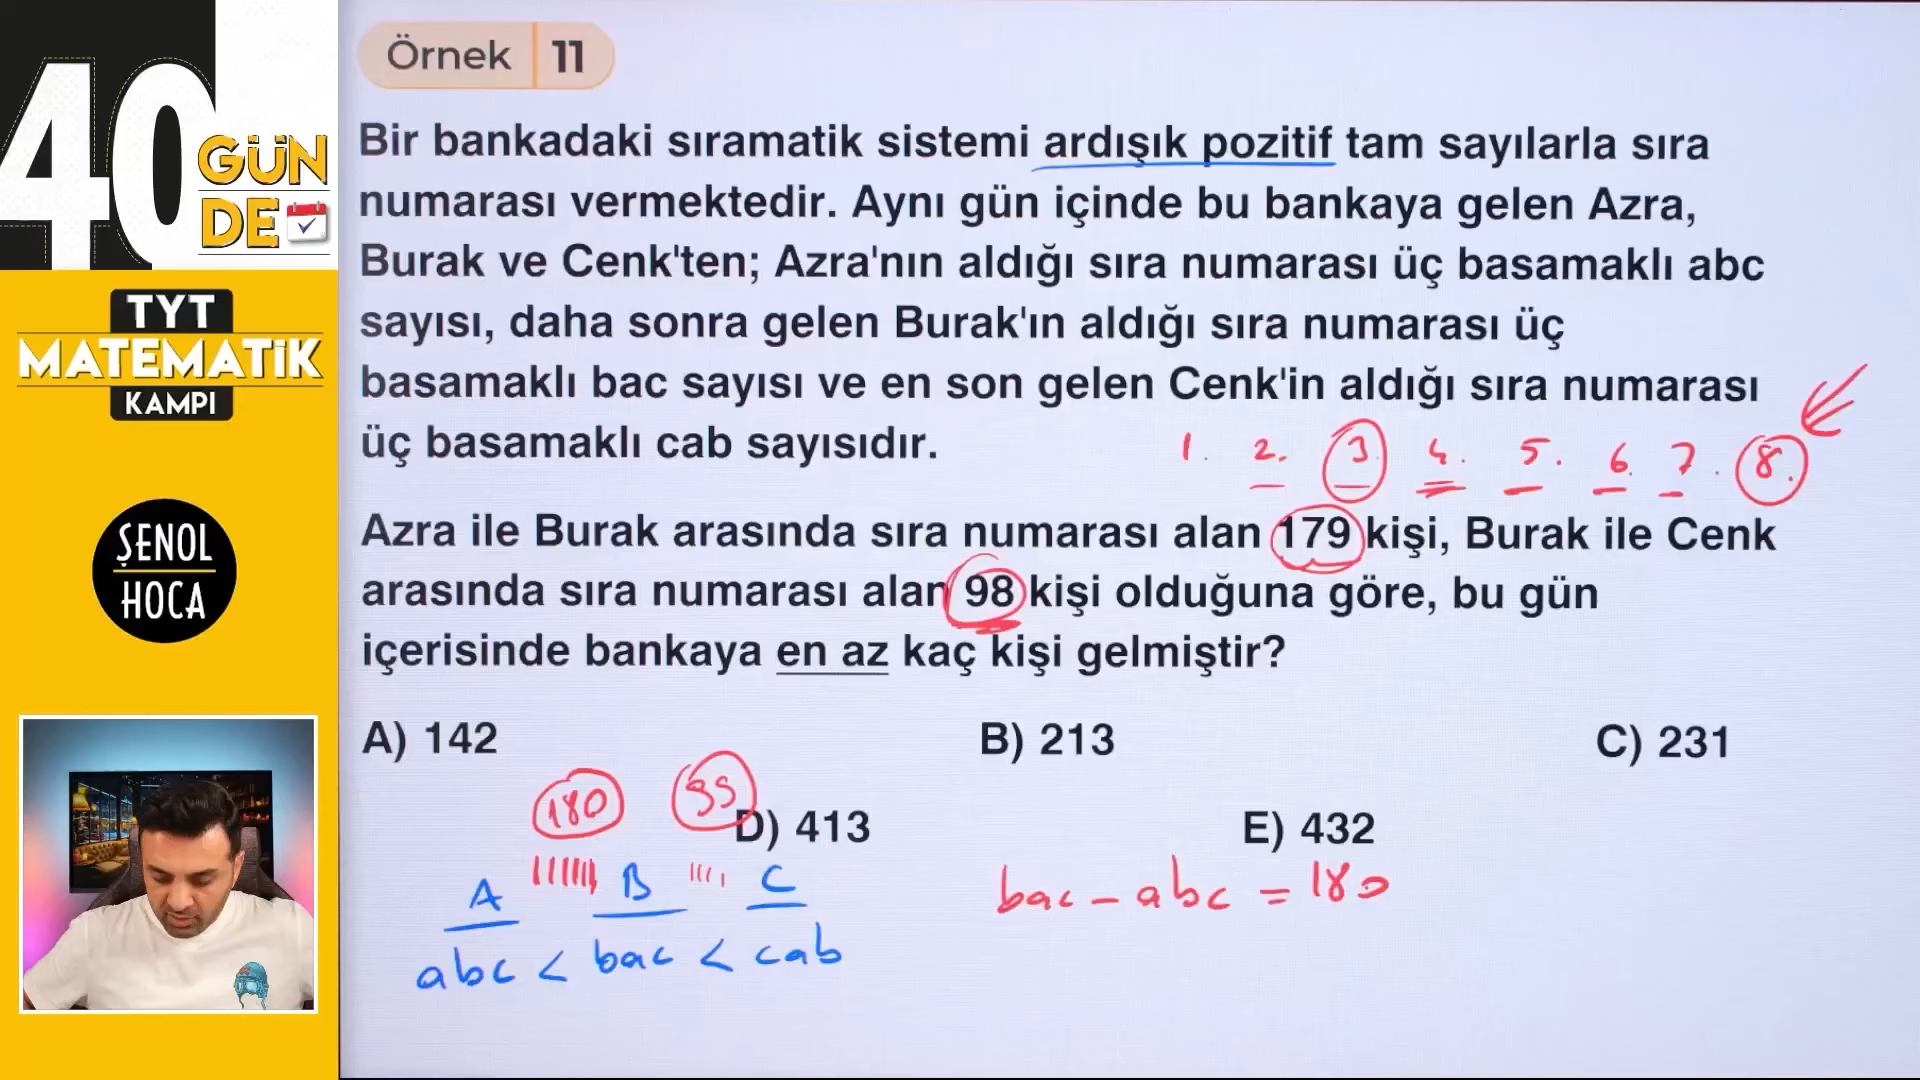 40
GÜN
DE
TYT
MATEMATİK
KAMPI
ŞENOL
HOCA
Örnek 11
Bir bankadaki sıramatik sistemi ardışık pozitif tam sayılarla sıra
numarası vermektedir. Aynı gün içinde bu bankaya gelen Azra,
Burak ve Cenk'ten; Azra'nın aldığı sıra numarası üç basamaklı abc
sayısı, daha sonra gelen Burak'ın aldığı sıra numarası üç
basamaklı bac sayısı ve en son gelen Cenk'in aldığı sıra numarası
üç basamaklı cab sayısıdır.
1. 2. 3. 4. 5. 6. 7. 8.
Azra ile Burak arasında sıra numarası alan 179 kişi, Burak ile Cenk
arasında sıra numarası alan 98 kişi olduğuna göre, bu gün
içerisinde bankaya en az kaç kişi gelmiştir?
A) 142 B) 213 C) 231
180 99
D) 413 E) 432
A B C
bac - abc = 180
abc < bac < cab